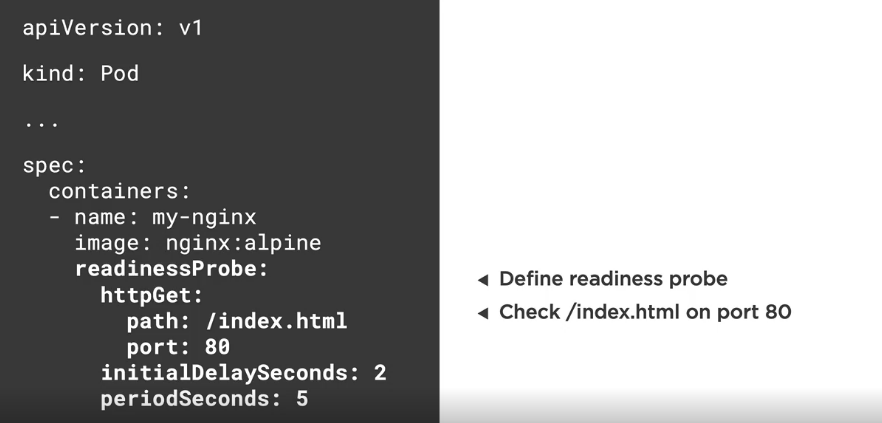 apiVersion: v1
kind: Pod
...
spec:
  containers:
  - name: my-nginx
    image: nginx:alpine
    readinessProbe:
      httpGet:
        path: /index.html
        port: 80
      initialDelaySeconds: 2
      periodSeconds: 5
◄ Define readiness probe
◄ Check /index.html on port 80